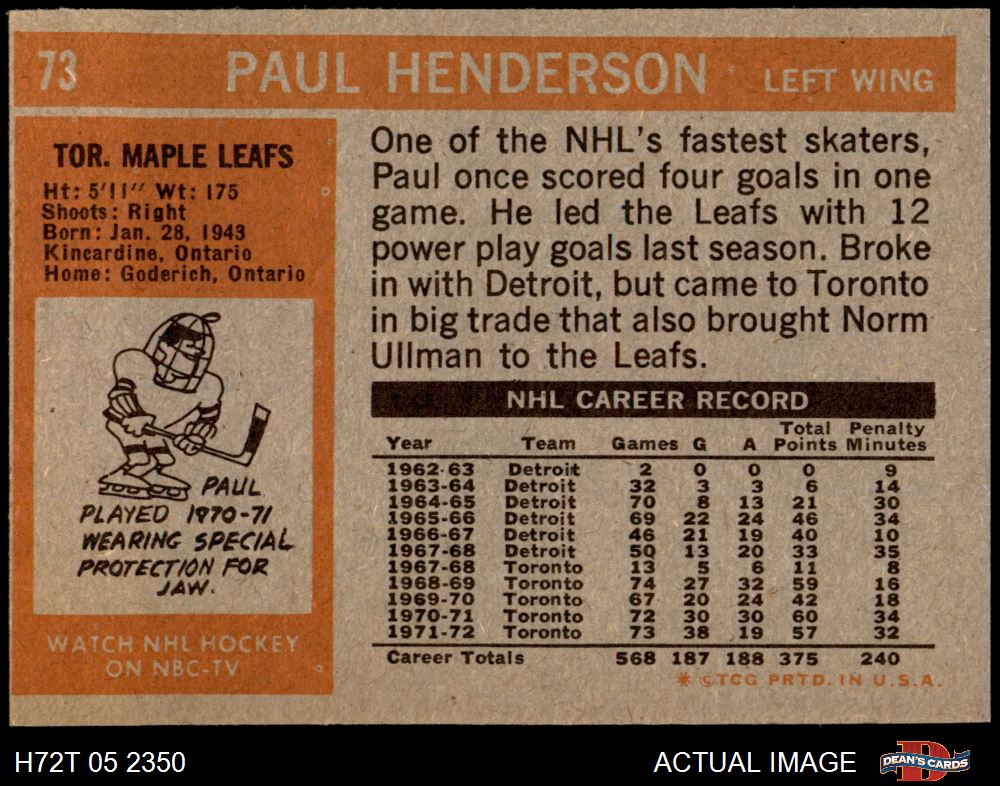 73 PAUL HENDERSON LEFT WING
TOR. MAPLE LEAFS
Ht: 5'11" Wt: 175
Shoots: Right
Born: Jan. 28, 1943
Kincardine, Ontario
Home: Goderich, Ontario
PAUL
PLAYED 1970-71
WEARING SPECIAL
PROTECTION FOR
JAW.
WATCH NHL HOCKEY
ON NBC-TV
One of the NHL's fastest skaters,
Paul once scored four goals in one
game. He led the Leafs with 12
power play goals last season. Broke
in with Detroit, but came to Toronto
in big trade that also brought Norm
Ullman to the Leafs.
NHL CAREER RECORD
Total Penalty
Year Team Games G A Points Minutes
1962-63 Detroit 2 0 0 0 9
1963-64 Detroit 32 3 3 6 14
1964-65 Detroit 70 8 13 21 30
1965-66 Detroit 69 22 24 46 34
1966-67 Detroit 46 21 19 40 10
1967-68 Detroit 50 13 20 33 35
1967-68 Toronto 13 5 6 11 8
1968-69 Toronto 74 27 32 59 16
1969-70 Toronto 67 20 24 42 18
1970-71 Toronto 72 30 30 60 34
1971-72 Toronto 73 38 19 57 32
Career Totals 568 187 188 375 240
* ©TCG PRTD. IN U.S.A.
H72T 05 2350 ACTUAL IMAGE DEAN'S CARDS